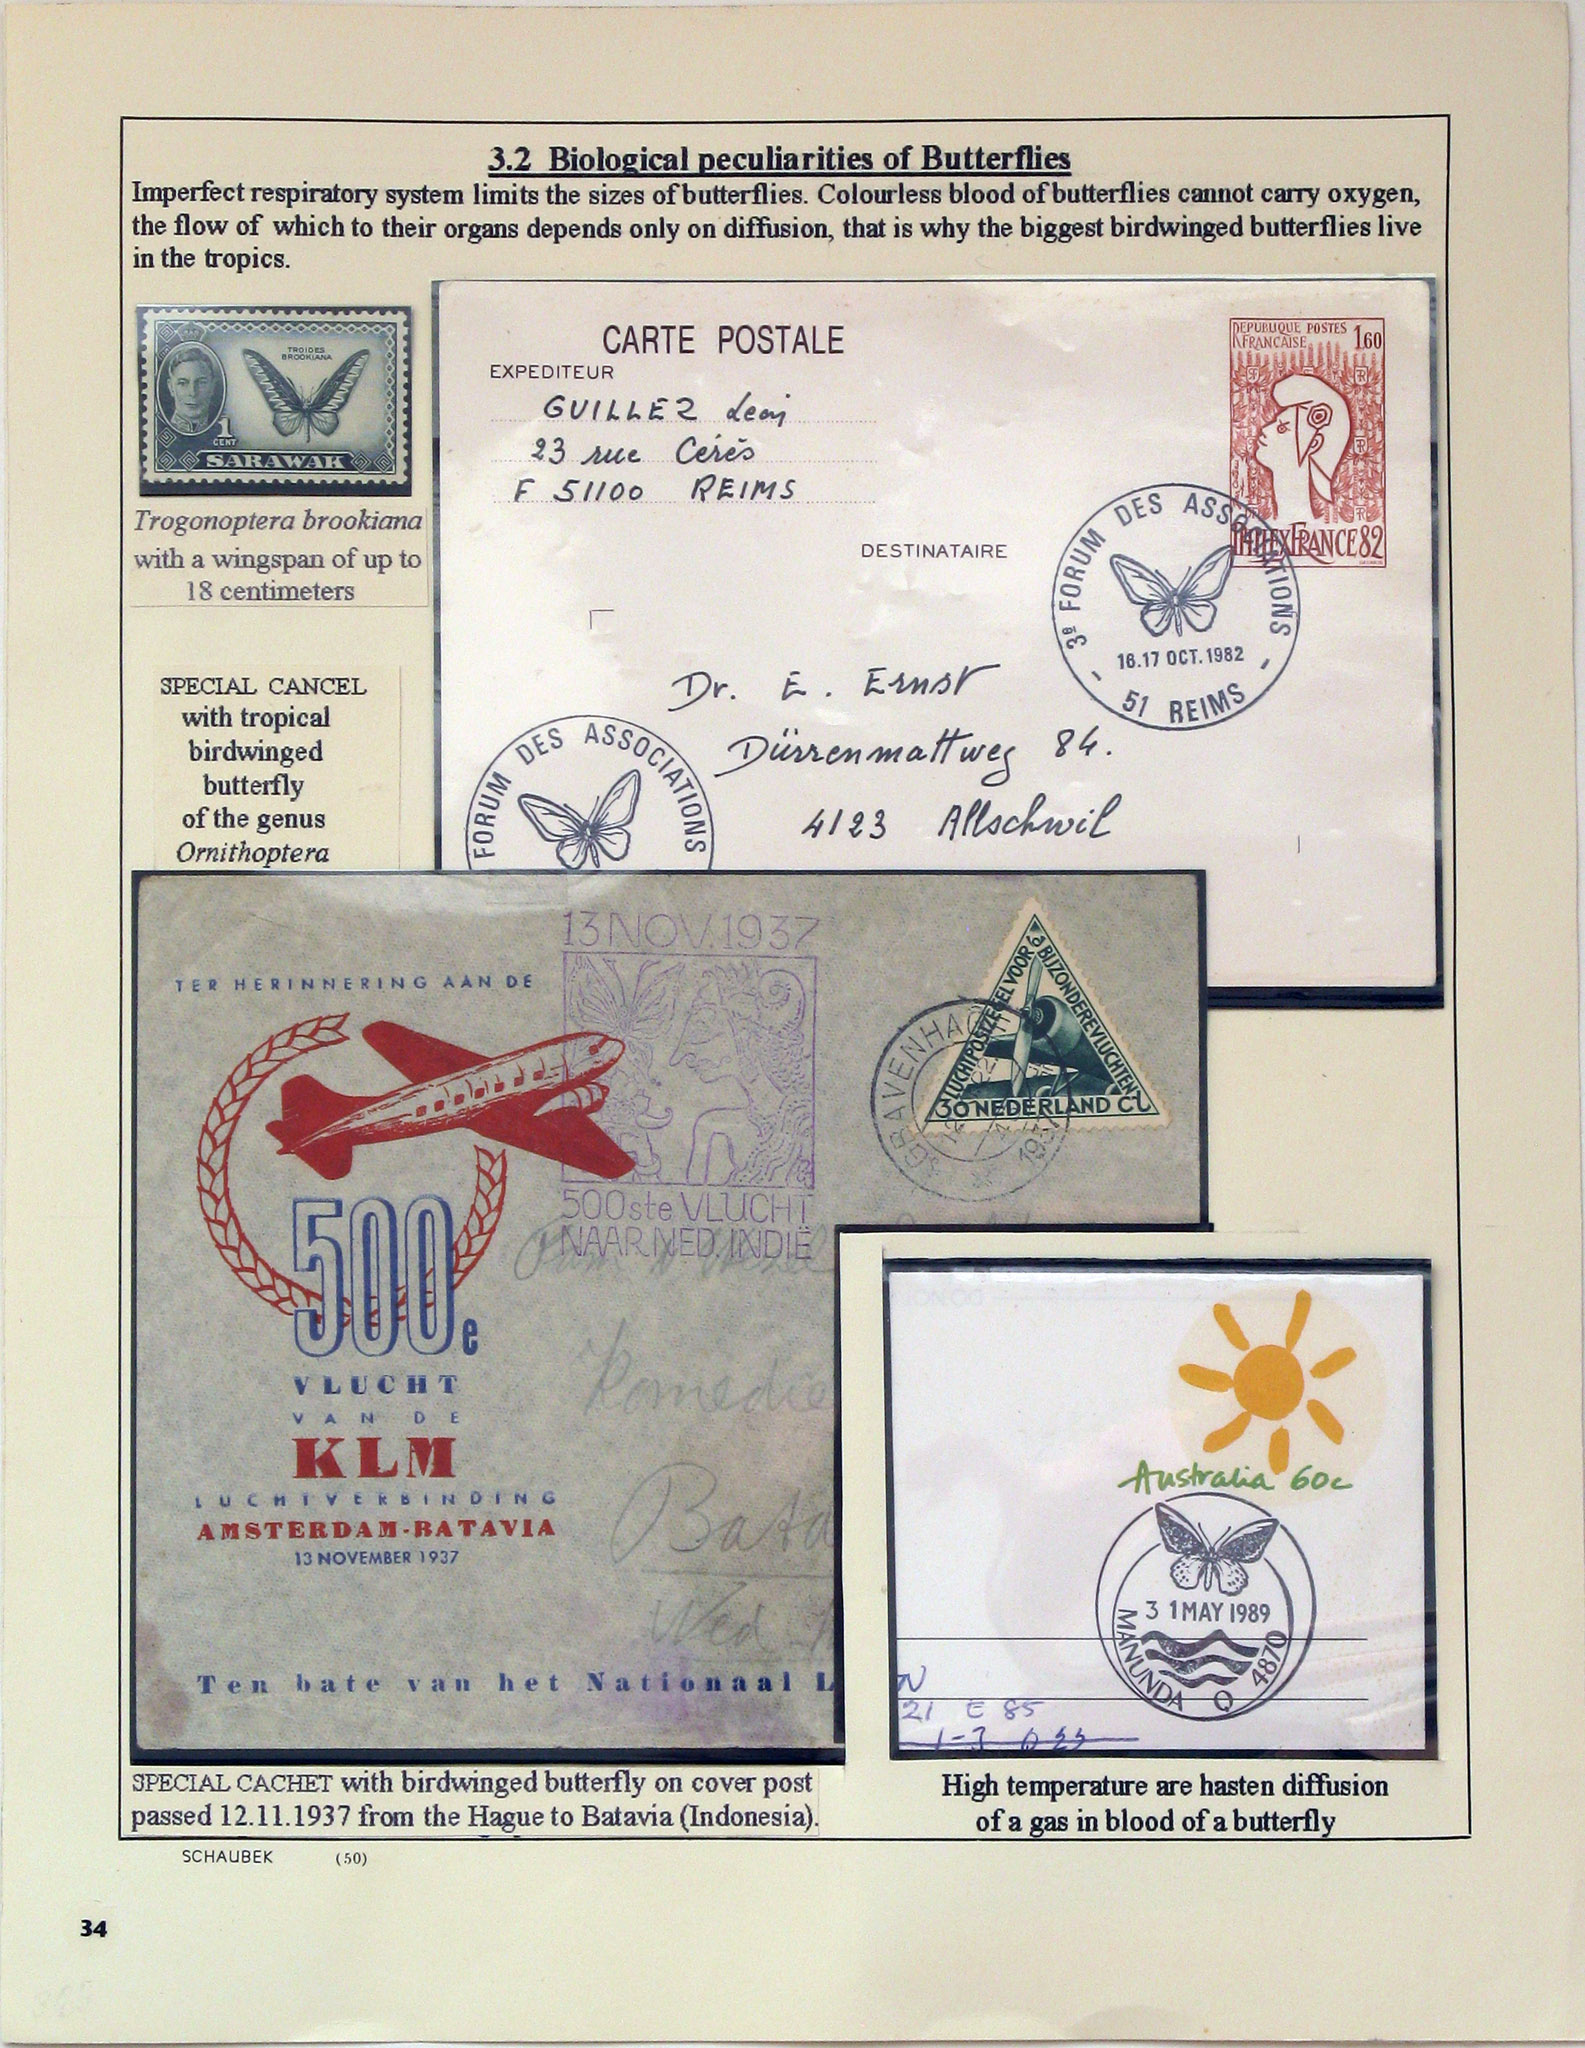 3.2 Biological peculiarities of Butterflies
Imperfect respiratory system limits the sizes of butterflies. Colourless blood of butterflies cannot carry oxygen,
the flow of which to their organs depends only on diffusion, that is why the biggest birdwinged butterflies live
in the tropics.
TROIDES
BROOKIANA
1
CENT
SARAWAK
Trogonoptera brookiana
with a wingspan of up to
18 centimeters
SPECIAL CANCEL
with tropical
birdwinged
butterfly
of the genus
Ornithoptera
CARTE POSTALE
EXPEDITEUR
GUILLEZ
23 rue Cérès
F 51100 REIMS
DESTINATAIRE
Dr. E. Ernst
Dürrenmattweg 84.
4123 Allschwil
REPUBLIQUE POSTES
FRANÇAISE
1,60
PHILEXFRANCE 82
3e FORUM DES ASSOCIATIONS
16.17 OCT. 1982
- 51 REIMS -
FORUM DES ASSOCIATIONS
TER HERINNERING AAN DE
500e
VLUCHT
VAN DE
KLM
LUCHTVERBINDING
AMSTERDAM-BATAVIA
13 NOVEMBER 1937
Ten bate van het Nationaal L
13 NOV. 1937
500ste VLUCHT
NAAR NED. INDIË
LUCHTPOSTZEGEL VOOR
BIJZONDERE VLUCHTEN
30 NEDERLAND CT
'SGRAVENHAGE
1937
Komedie
Bata
Ned
Australia 60c
31 MAY 1989
MANUNDA Q 4870
N
21 E 85
SPECIAL CACHET with birdwinged butterfly on cover post
passed 12.11.1937 from the Hague to Batavia (Indonesia).
High temperature are hasten diffusion
of a gas in blood of a butterfly
SCHAUBEK (50)
34